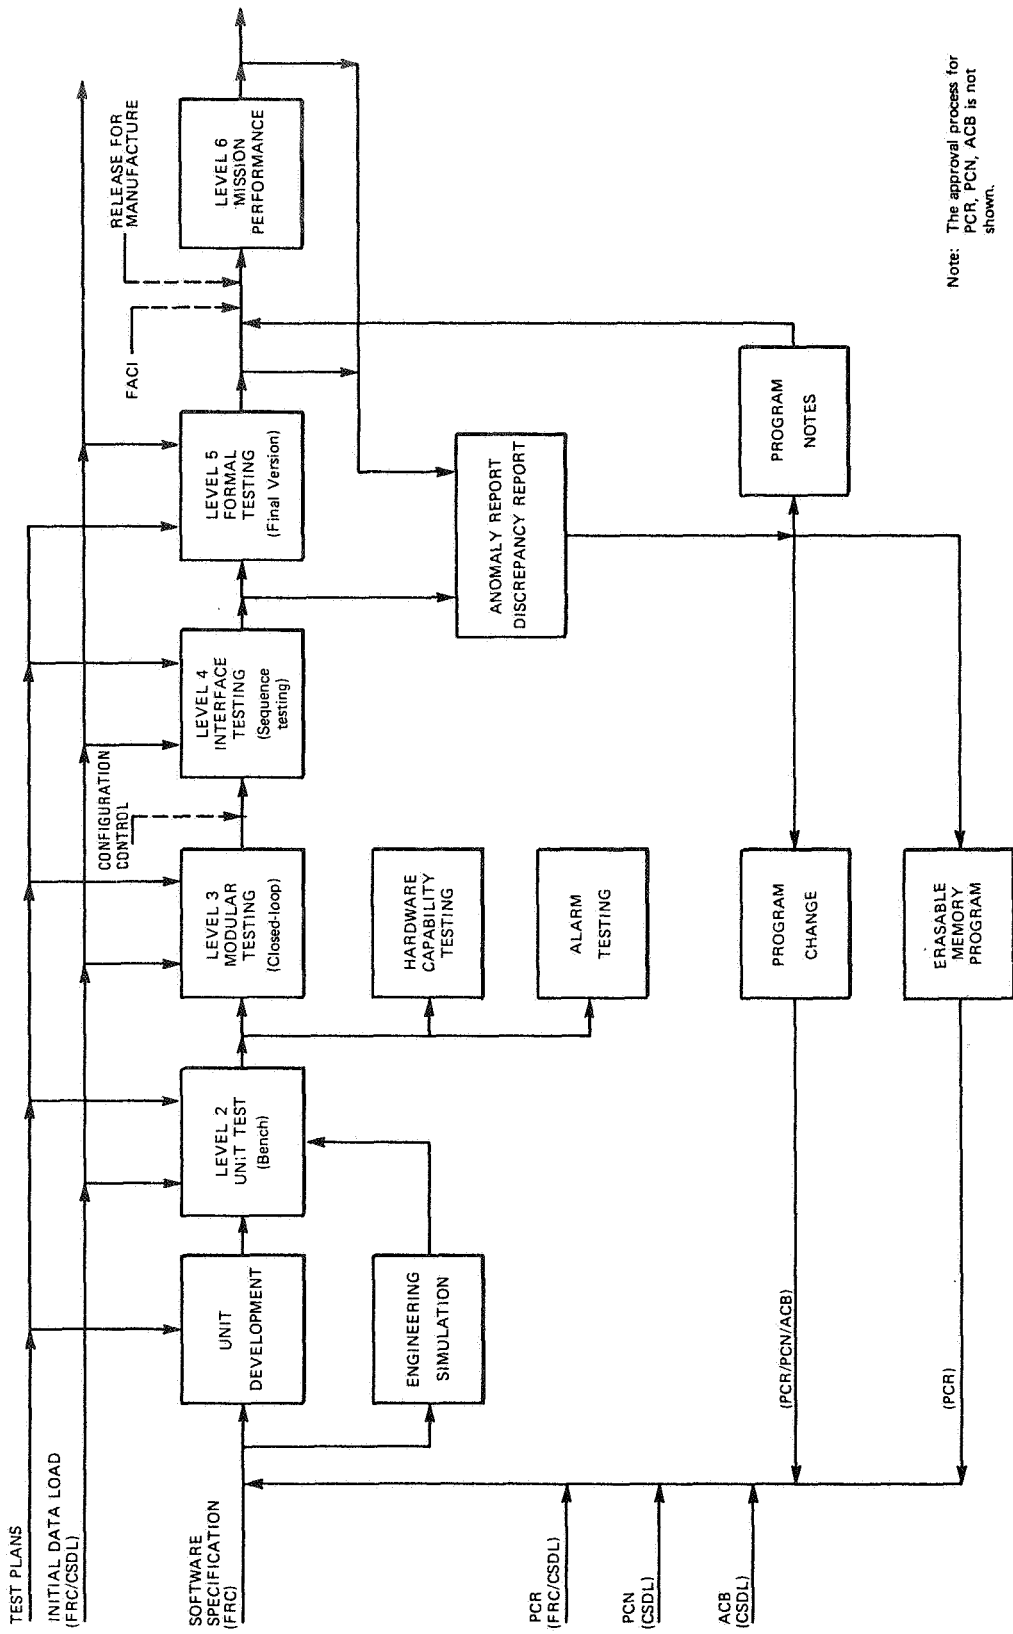 TEST PLANS
INITIAL DATA LOAD
(FRC/CSDL)
SOFTWARE
SPECIFICATION
(FRC)
UNIT
DEVELOPMENT
LEVEL 2
UNIT TEST
(Bench)
LEVEL 3
MODULAR
TESTING
(Closed-loop)
CONFIGURATION
CONTROL
LEVEL 4
INTERFACE
TESTING
(Sequence
testing)
LEVEL 5
FORMAL
TESTING
(Final Version)
FACI
RELEASE FOR
MANUFACTURE
LEVEL 6
MISSION
PERFORMANCE
ENGINEERING
SIMULATION
HARDWARE
CAPABILITY
TESTING
ALARM
TESTING
ANOMALY REPORT
DISCREPANCY REPORT
PCR
(FRC/CSDL)
PCN
(CSDL)
ACB
(CSDL)
(PCR/PCN/ACB)
PROGRAM
CHANGE
PROGRAM
NOTES
(PCR)
ERASABLE
MEMORY
PROGRAM
Note: The approval process for
PCR, PCN, ACB is not
shown.